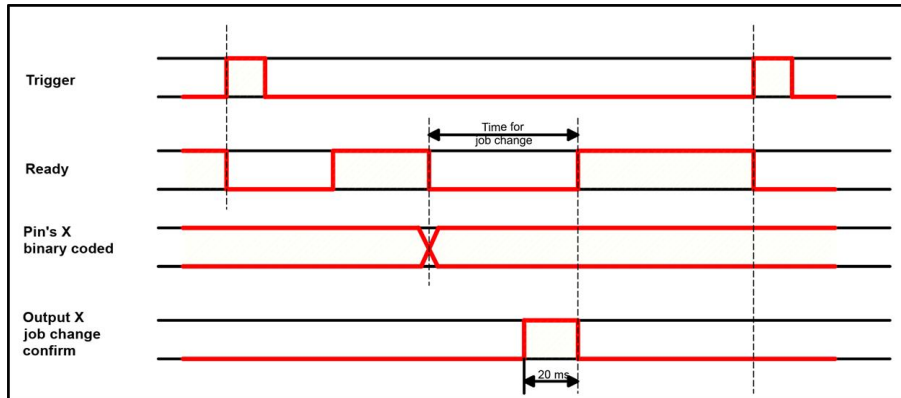 Trigger
Time for
job change
Ready
Pin's X
binary coded
Output X
job change
confirm
20 ms